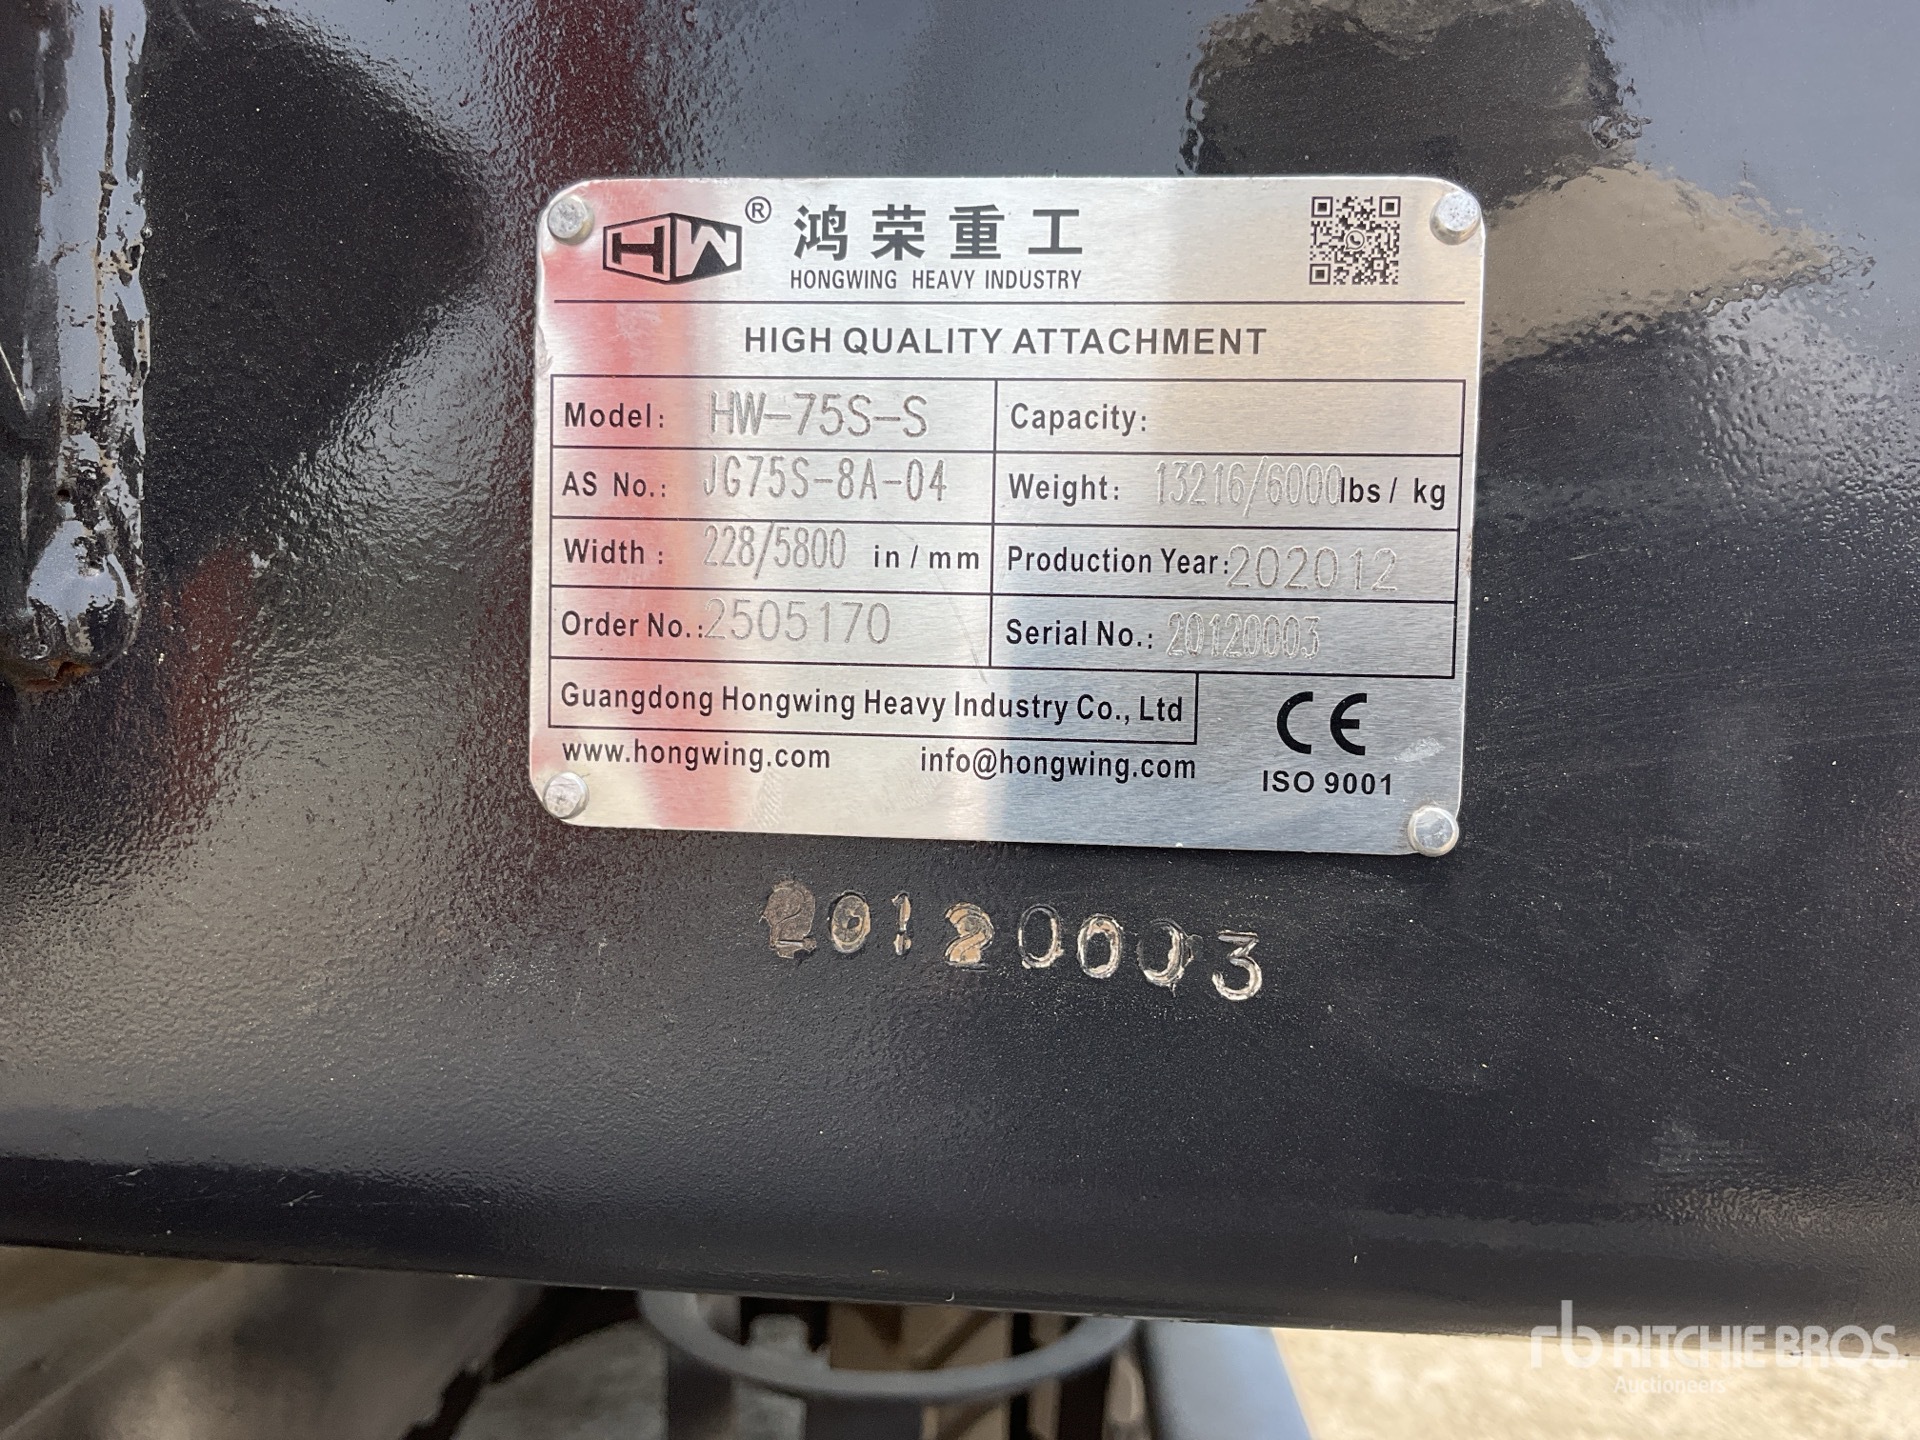 HW® 鸿荣重工
HONGWING HEAVY INDUSTRY
HIGH QUALITY ATTACHMENT
Model: HW-75S-S Capacity:
AS No.: JG75S-8A-04 Weight: 13216/6000 lbs / kg
Width : 228/5800 in / mm Production Year: 202012
Order No.: 2505170 Serial No.: 20120003
Guangdong Hongwing Heavy Industry Co., Ltd
www.hongwing.com info@hongwing.com
CE
ISO 9001
20120003
rb RITCHIE BROS.
Auctioneers